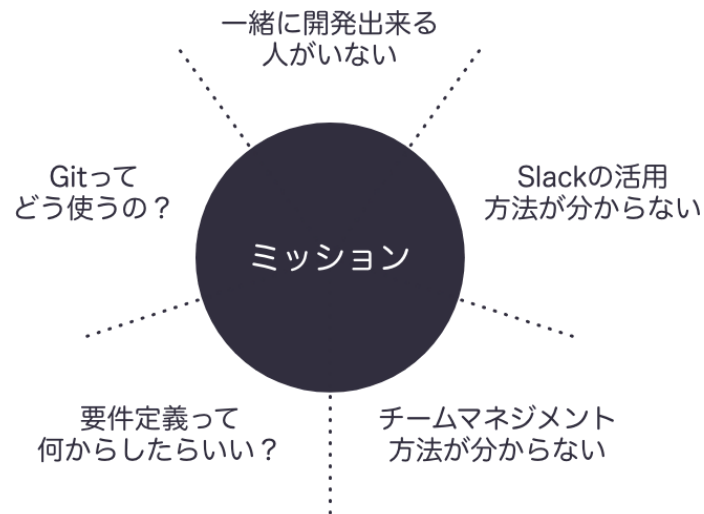 一緒に開発出来る
人がいない
Gitって
どう使うの？
Slackの活用
方法が分からない
ミッション
要件定義って
何からしたらいい？
チームマネジメント
方法が分からない